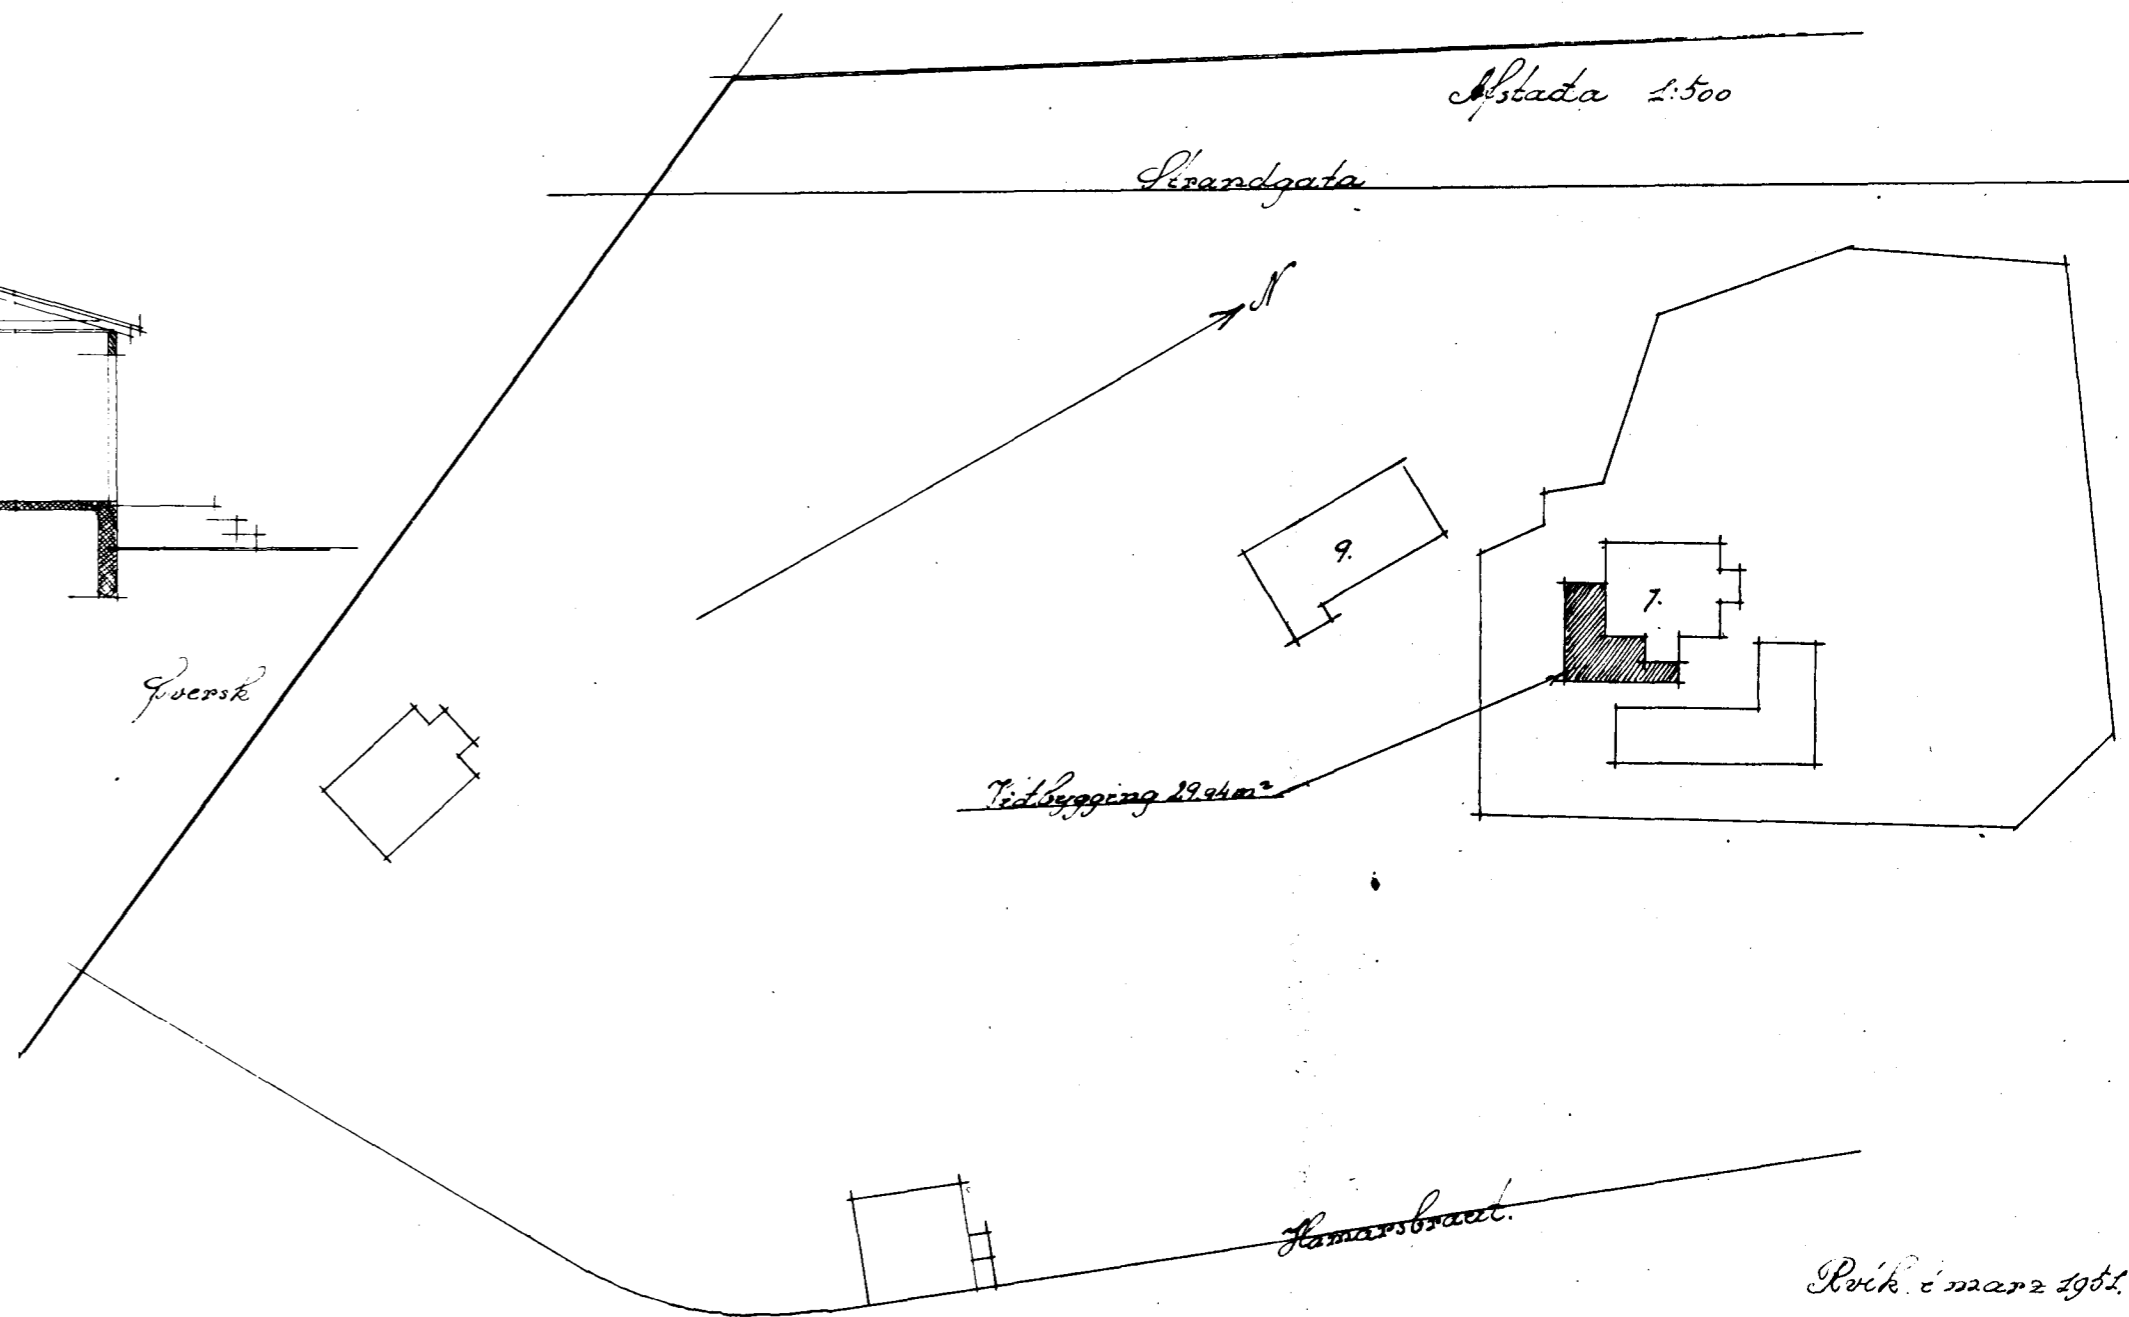 Afstaða 1:500
Strandgata
N
9.
7.
Þversk
Viðbygging 29.94m²
Hamarsbraut.
Rvík. í marz 1951.